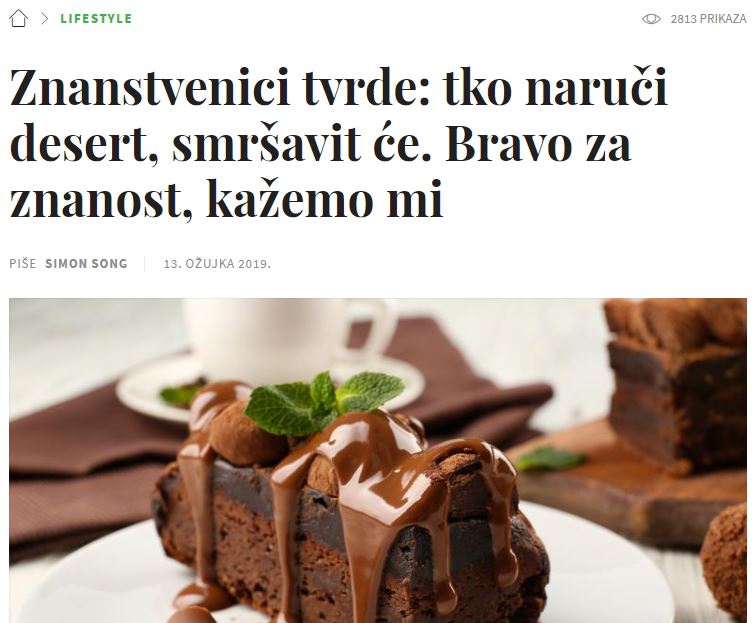 LIFESTYLE
2813 PRIKAZA
Znanstvenici tvrde: tko naruči
desert, smršavit će. Bravo za
znanost, kažemo mi
PIŠE SIMON SONG
13. OŽUJKA 2019.